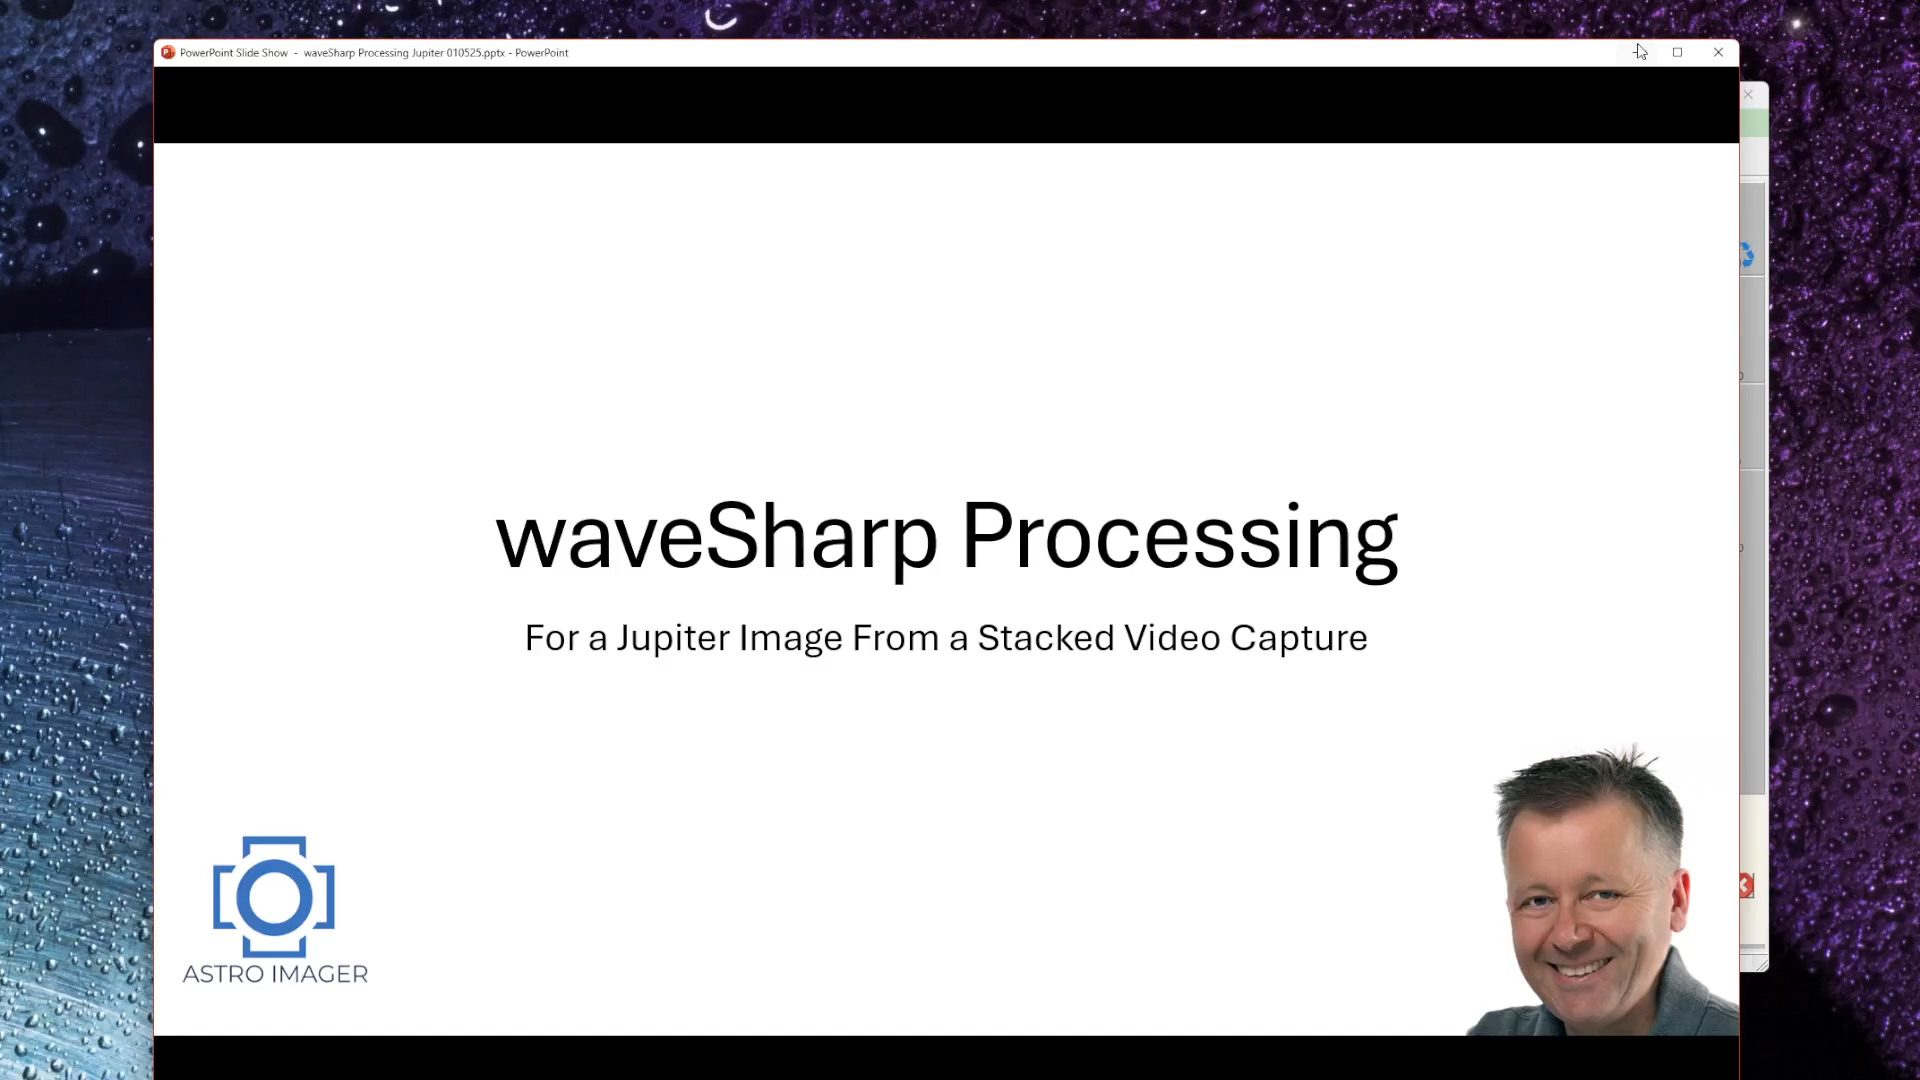 PowerPoint Slide Show - waveSharp Processing Jupiter 010525.pptx - PowerPoint
waveSharp Processing
For a Jupiter Image From a Stacked Video Capture
ASTRO IMAGER